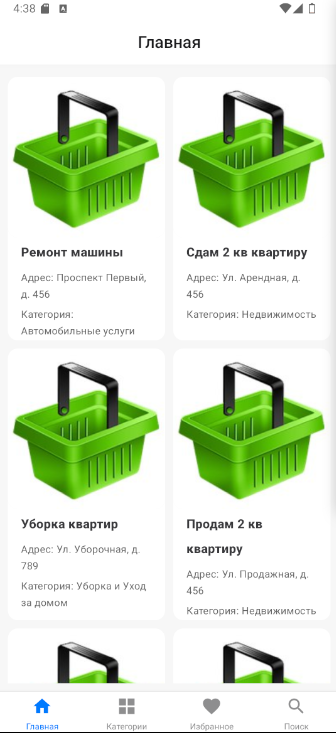 4:38
Главная
Ремонт машины
Адрес: Проспект Первый,
д. 456
Категория:
Автомобильные услуги
Сдам 2 кв квартиру
Адрес: Ул. Арендная, д.
456
Категория: Недвижимость
Уборка квартир
Адрес: Ул. Уборочная, д.
789
Категория: Уборка и Уход
за домом
Продам 2 кв
квартиру
Адрес: Ул. Продажная, д.
456
Категория: Недвижимость
Главная
Категории
Избранное
Поиск